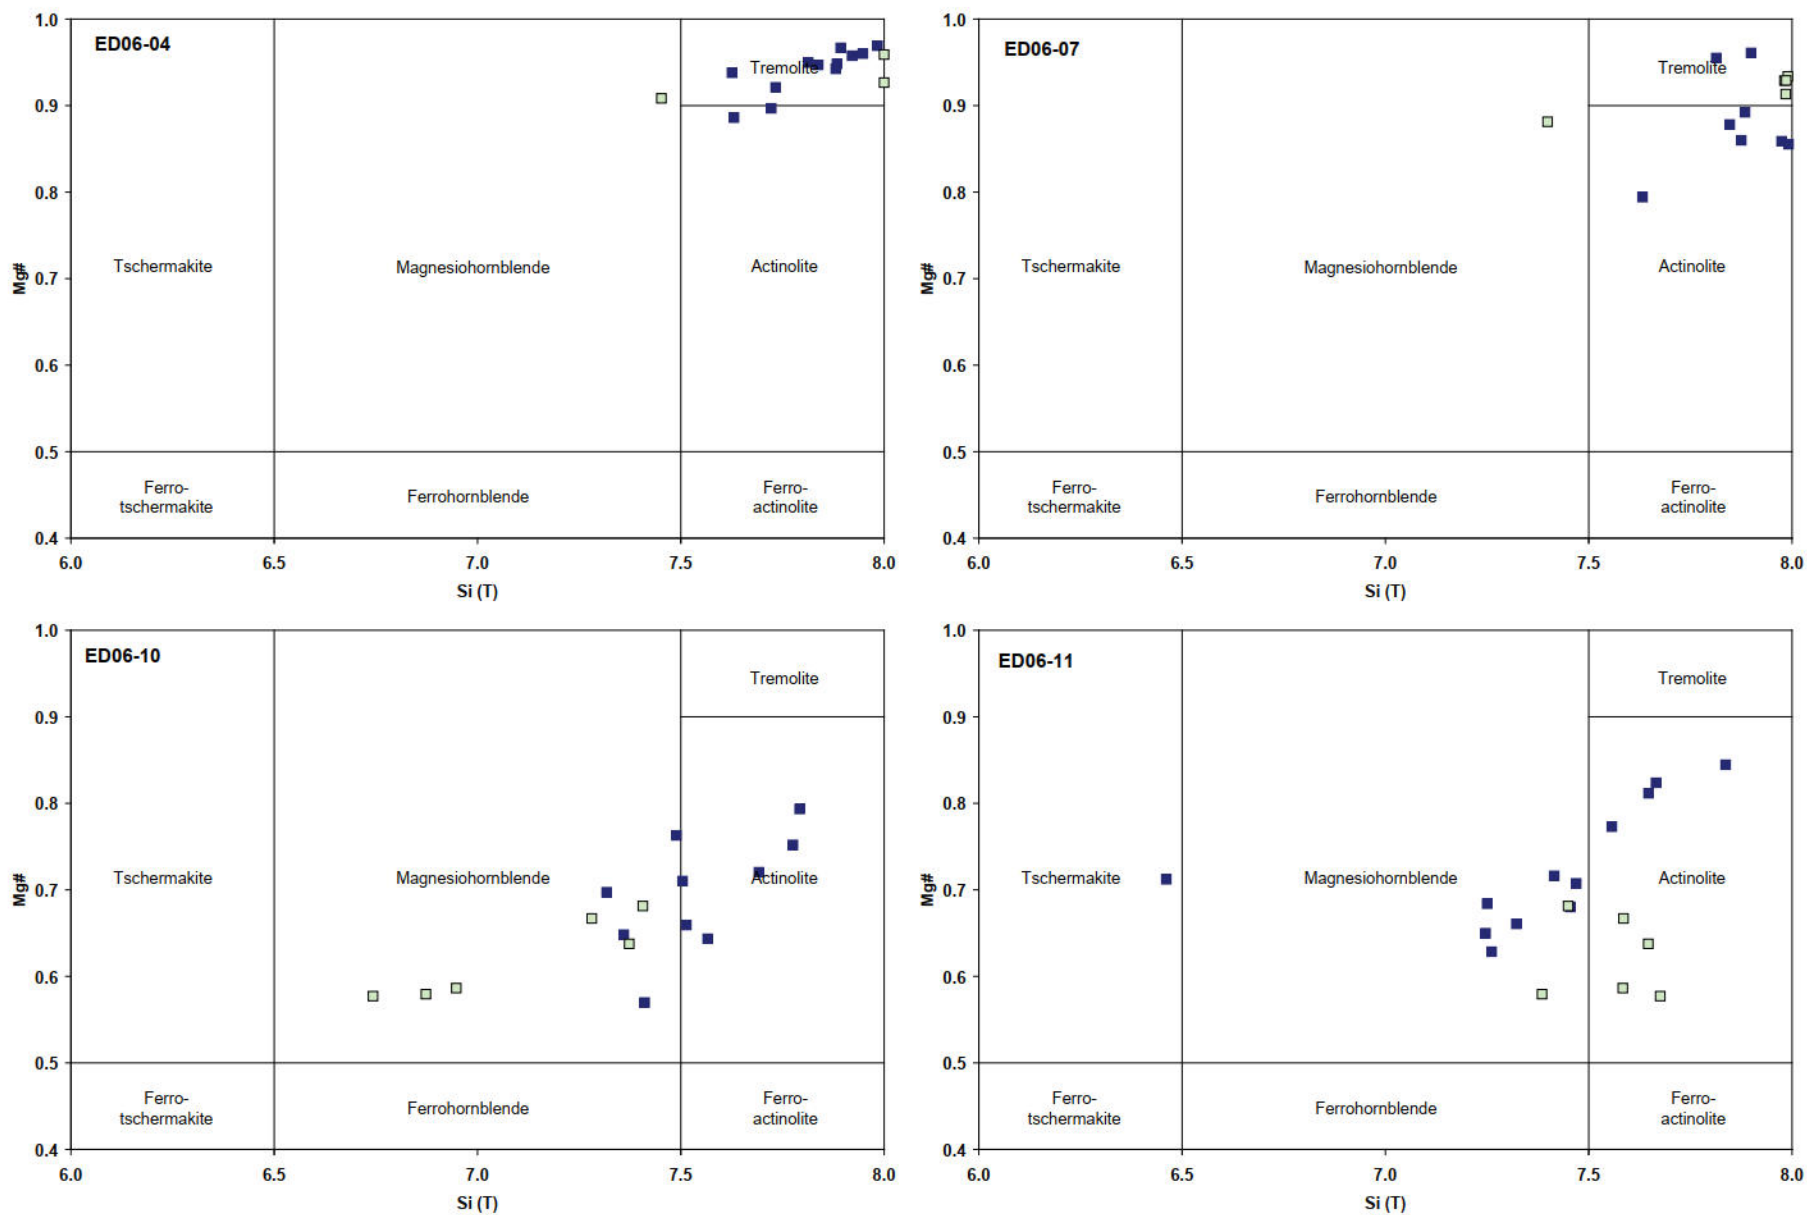 ED06-04
1.0
0.9
0.8
0.7
0.6
0.5
0.4
Mg#
Tremolite
Tschermakite
Magnesiohornblende
Actinolite
Ferro-
tschermakite
Ferrohornblende
Ferro-
actinolite
6.0 6.5 7.0 7.5 8.0
Si (T)
ED06-07
1.0
0.9
0.8
0.7
0.6
0.5
0.4
Mg#
Tremolite
Tschermakite
Magnesiohornblende
Actinolite
Ferro-
tschermakite
Ferrohornblende
Ferro-
actinolite
6.0 6.5 7.0 7.5 8.0
Si (T)
ED06-10
1.0
0.9
0.8
0.7
0.6
0.5
0.4
Mg#
Tremolite
Tschermakite
Magnesiohornblende
Actinolite
Ferro-
tschermakite
Ferrohornblende
Ferro-
actinolite
6.0 6.5 7.0 7.5 8.0
Si (T)
ED06-11
1.0
0.9
0.8
0.7
0.6
0.5
0.4
Mg#
Tremolite
Tschermakite
Magnesiohornblende
Actinolite
Ferro-
tschermakite
Ferrohornblende
Ferro-
actinolite
6.0 6.5 7.0 7.5 8.0
Si (T)